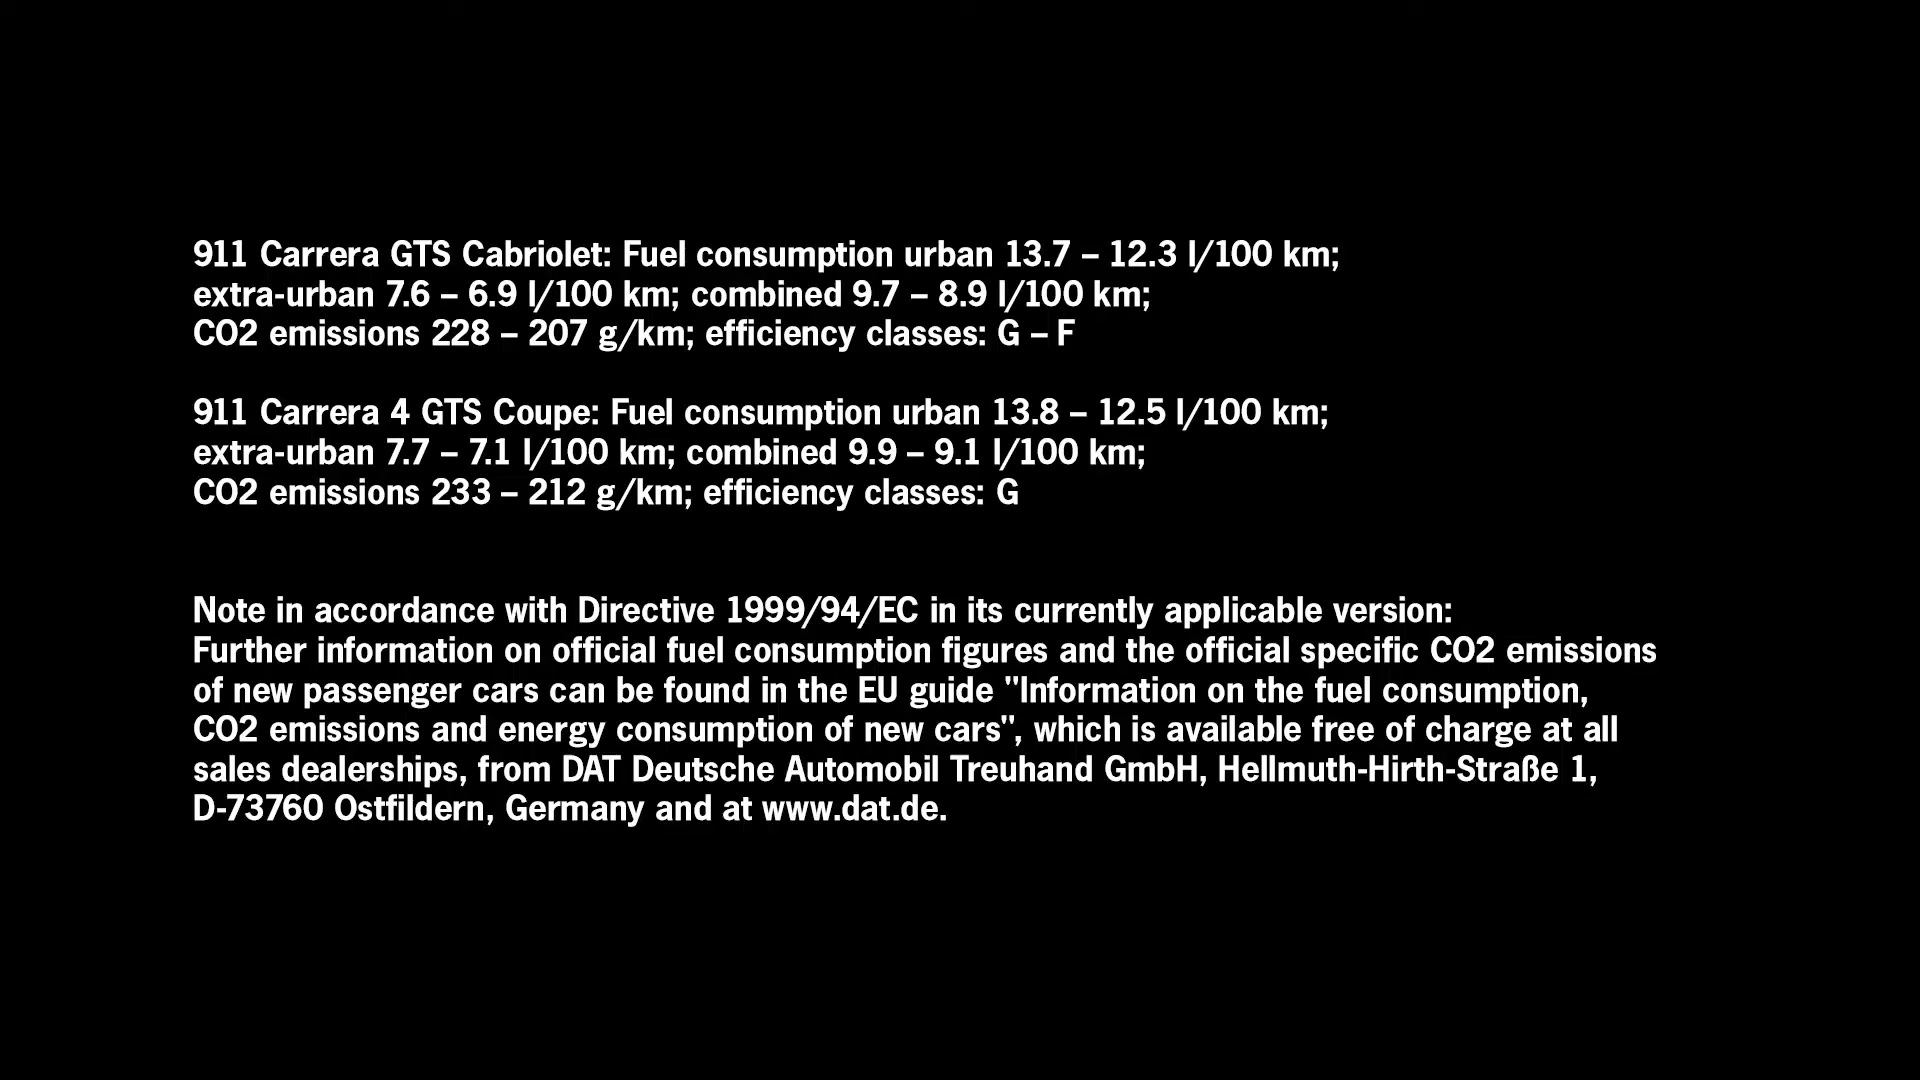 911 Carrera GTS Cabriolet: Fuel consumption urban 13.7 – 12.3 l/100 km;
extra-urban 7.6 – 6.9 l/100 km; combined 9.7 – 8.9 l/100 km;
CO2 emissions 228 – 207 g/km; efficiency classes: G – F
911 Carrera 4 GTS Coupe: Fuel consumption urban 13.8 – 12.5 l/100 km;
extra-urban 7.7 – 7.1 l/100 km; combined 9.9 – 9.1 l/100 km;
CO2 emissions 233 – 212 g/km; efficiency classes: G
Note in accordance with Directive 1999/94/EC in its currently applicable version:
Further information on official fuel consumption figures and the official specific CO2 emissions
of new passenger cars can be found in the EU guide "Information on the fuel consumption,
CO2 emissions and energy consumption of new cars", which is available free of charge at all
sales dealerships, from DAT Deutsche Automobil Treuhand GmbH, Hellmuth-Hirth-Straße 1,
D-73760 Ostfildern, Germany and at www.dat.de.